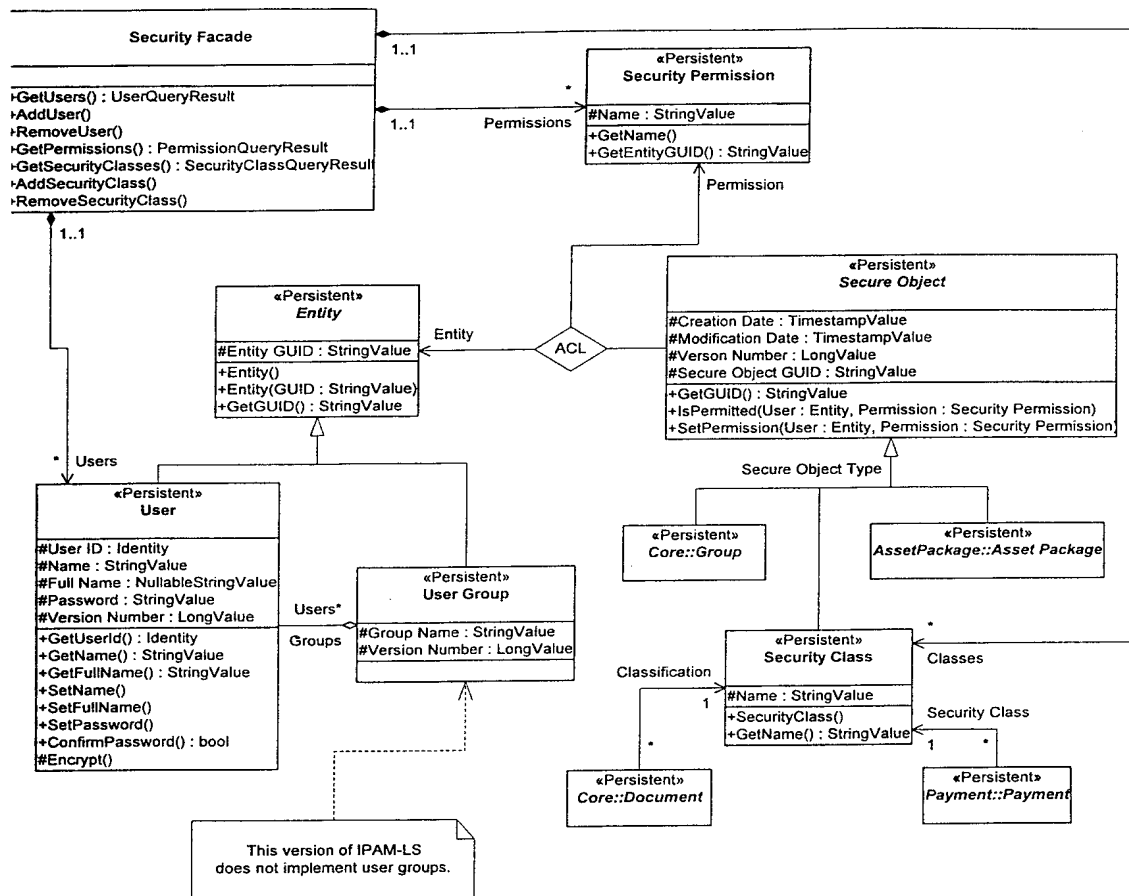 Security Facade
+GetUsers() : UserQueryResult
+AddUser()
+RemoveUser()
+GetPermissions() : PermissionQueryResult
+GetSecurityClasses() : SecurityClassQueryResult
+AddSecurityClass()
+RemoveSecurityClass()
1..1
1..1
1..1
*
Permissions
«Persistent»
Security Permission
#Name : StringValue
+GetName()
+GetEntityGUID() : StringValue
Permission
«Persistent»
Entity
#Entity GUID : StringValue
+Entity()
+Entity(GUID : StringValue)
+GetGUID() : StringValue
Entity
ACL
«Persistent»
Secure Object
#Creation Date : TimestampValue
#Modification Date : TimestampValue
#Verson Number : LongValue
#Secure Object GUID : StringValue
+GetGUID() : StringValue
+IsPermitted(User : Entity, Permission : Security Permission)
+SetPermission(User : Entity, Permission : Security Permission)
* Users
Secure Object Type
«Persistent»
User
#User ID : Identity
#Name : StringValue
#Full Name : NullableStringValue
#Password : StringValue
#Version Number : LongValue
+GetUserId() : Identity
+GetName() : StringValue
+GetFullName() : StringValue
+SetName()
+SetFullName()
+SetPassword()
+ConfirmPassword() : bool
#Encrypt()
Users*
Groups
«Persistent»
User Group
#Group Name : StringValue
#Version Number : LongValue
«Persistent»
Core::Group
«Persistent»
AssetPackage::Asset Package
«Persistent»
Security Class
#Name : StringValue
+SecurityClass()
+GetName() : StringValue
*
Classes
Classification
1
*
Security Class
1
*
«Persistent»
Core::Document
«Persistent»
Payment::Payment
This version of IPAM-LS
does not implement user groups.